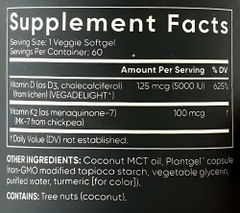 Supplement Facts
Serving Size: 1 Veggie Softgel
Servings Per Container: 60
Amount Per Serving % DV
Vitamin D (as D3, cholecalciferol) 125 mcg (5000 IU) 625%
(from lichen) (VEGADELIGHT®)
Vitamin K2 (as menaquinone-7) 100 mcg †
(MK-7 from chickpea)
† Daily Value (DV) not established.
OTHER INGREDIENTS: Coconut MCT oil, Plantgel™ capsule
(non-GMO modified tapioca starch, vegetable glycerin,
purified water, turmeric [for color]).
CONTAINS: Tree nuts (coconut).